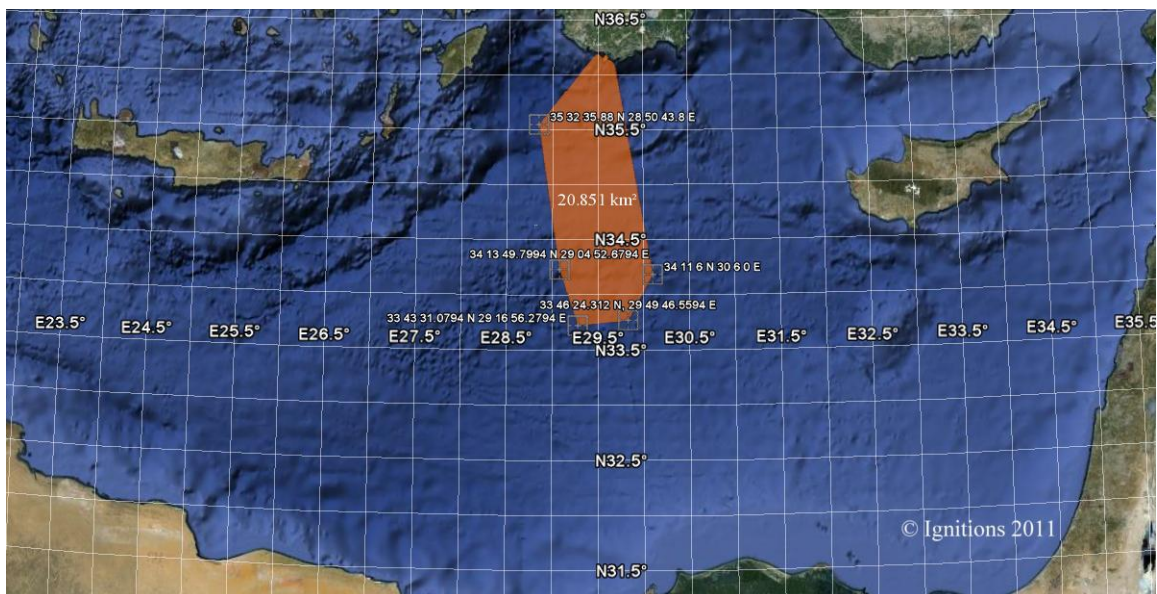 N36.5°
35 32 35.88 N 28 50 43.8 E
N35.5°
20.851 km²
N34.5°
34 13 49.7994 N 29 04 52.6794 E
34 11 6 N 30 6 0 E
33 46 24.312 N, 29 49 46.5594 E
33 43 31.0794 N 29 16 56.2794 E
E23.5° E24.5° E25.5° E26.5° E27.5° E28.5° E29.5° E30.5° E31.5° E32.5° E33.5° E34.5° E35.5
N33.5°
N32.5°
© Ignitions 2011
N31.5°